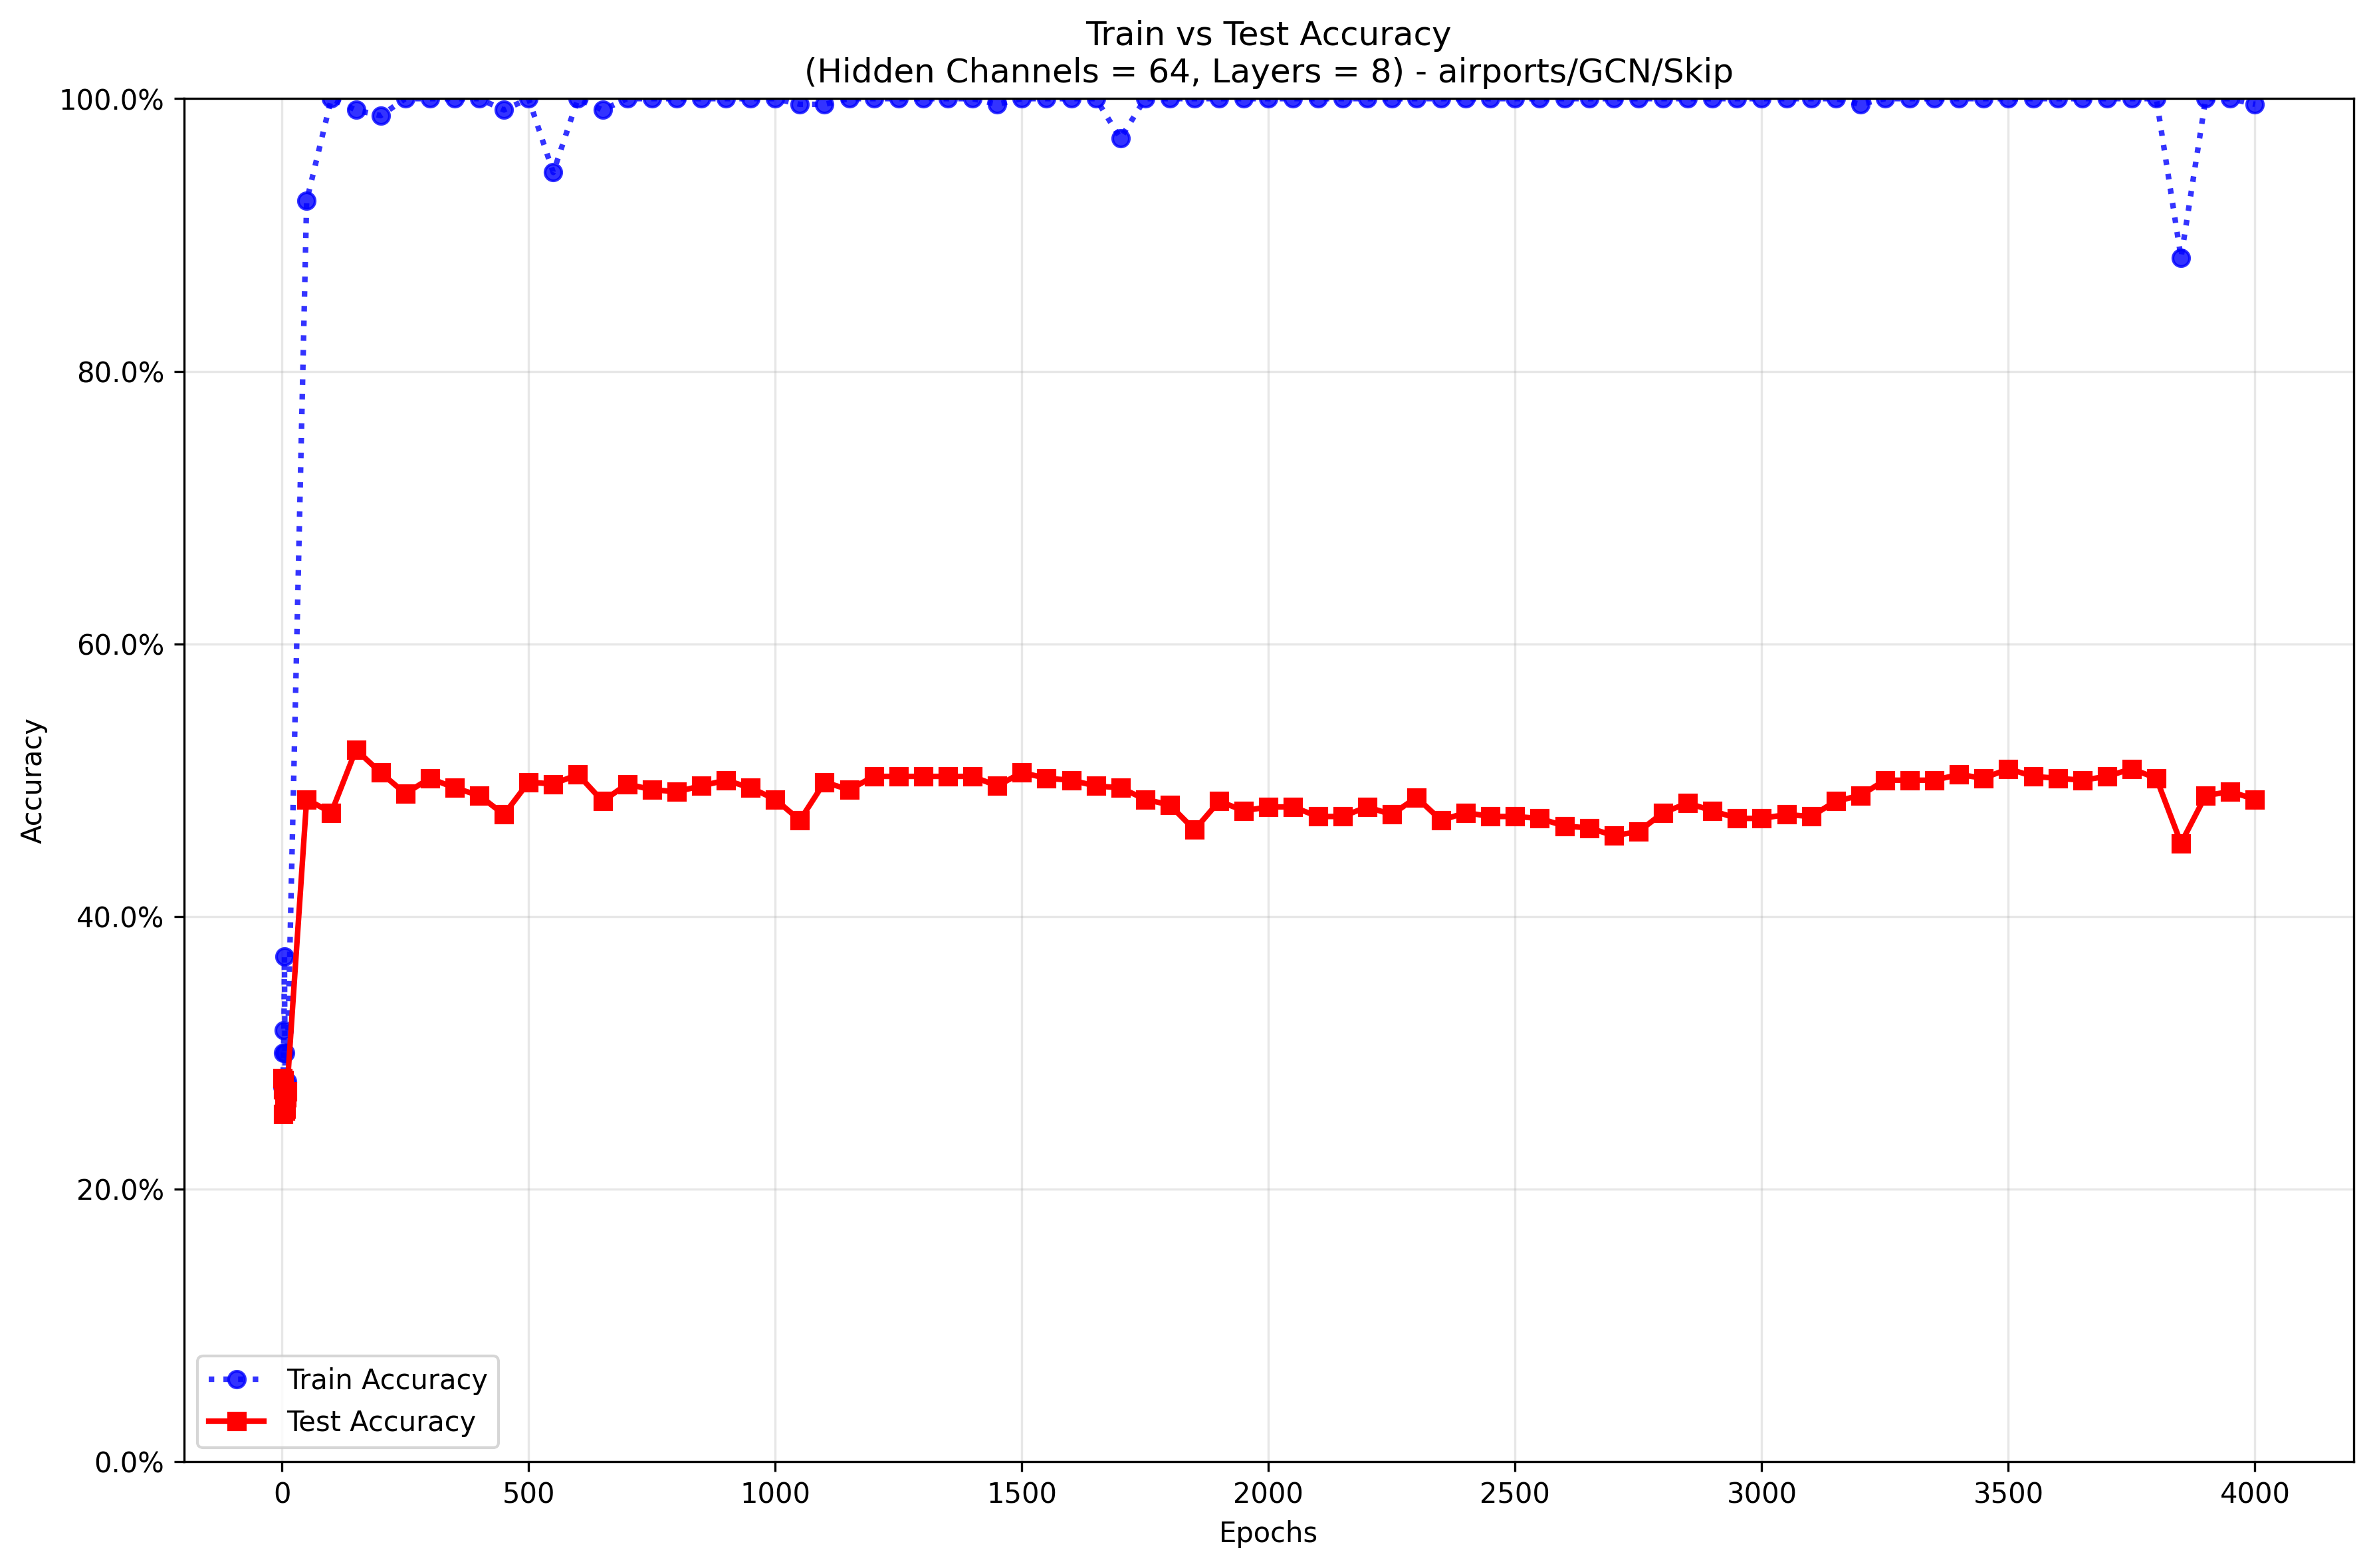 Train vs Test Accuracy
(Hidden Channels = 64, Layers = 8) - airports/GCN/Skip
100.0%
80.0%
60.0%
40.0%
20.0%
0.0%
Accuracy
Train Accuracy
Test Accuracy
0 500 1000 1500 2000 2500 3000 3500 4000
Epochs